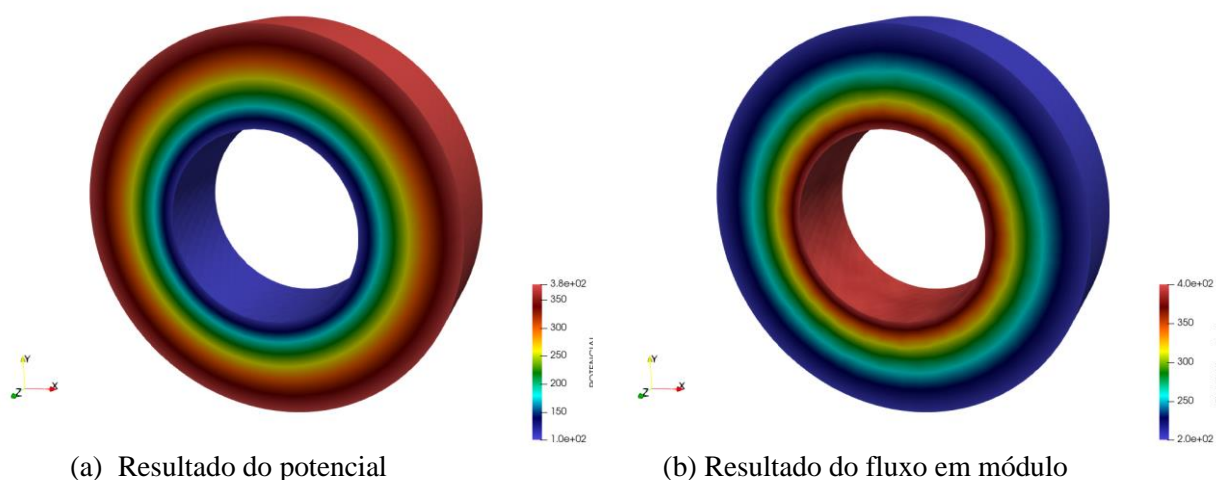 3.8e+02
350
300
250
200
150
1.0e+02
POTENCIAL
Y
X
Z
4.0e+02
350
300
250
2.0e+02
Y
X
Z
(a) Resultado do potencial
(b) Resultado do fluxo em módulo